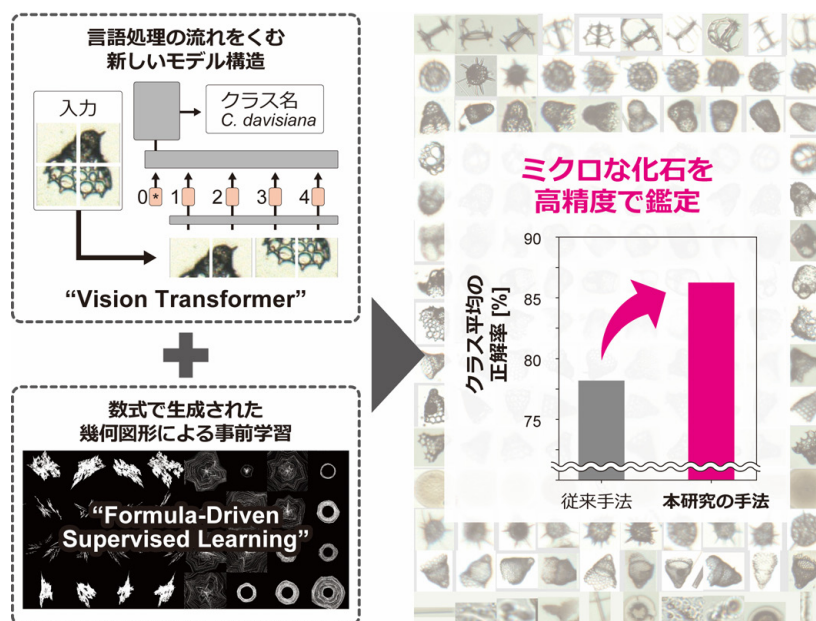 言語処理の流れをくむ
新しいモデル構造
入力
クラス名
C. davisiana
0 * 1 2 3 4
“Vision Transformer”
数式で生成された
幾何図形による事前学習
“Formula-Driven
Supervised Learning”
ミクロな化石を
高精度で鑑定
クラス平均の
正解率 [%]
90
85
80
75
従来手法
本研究の手法